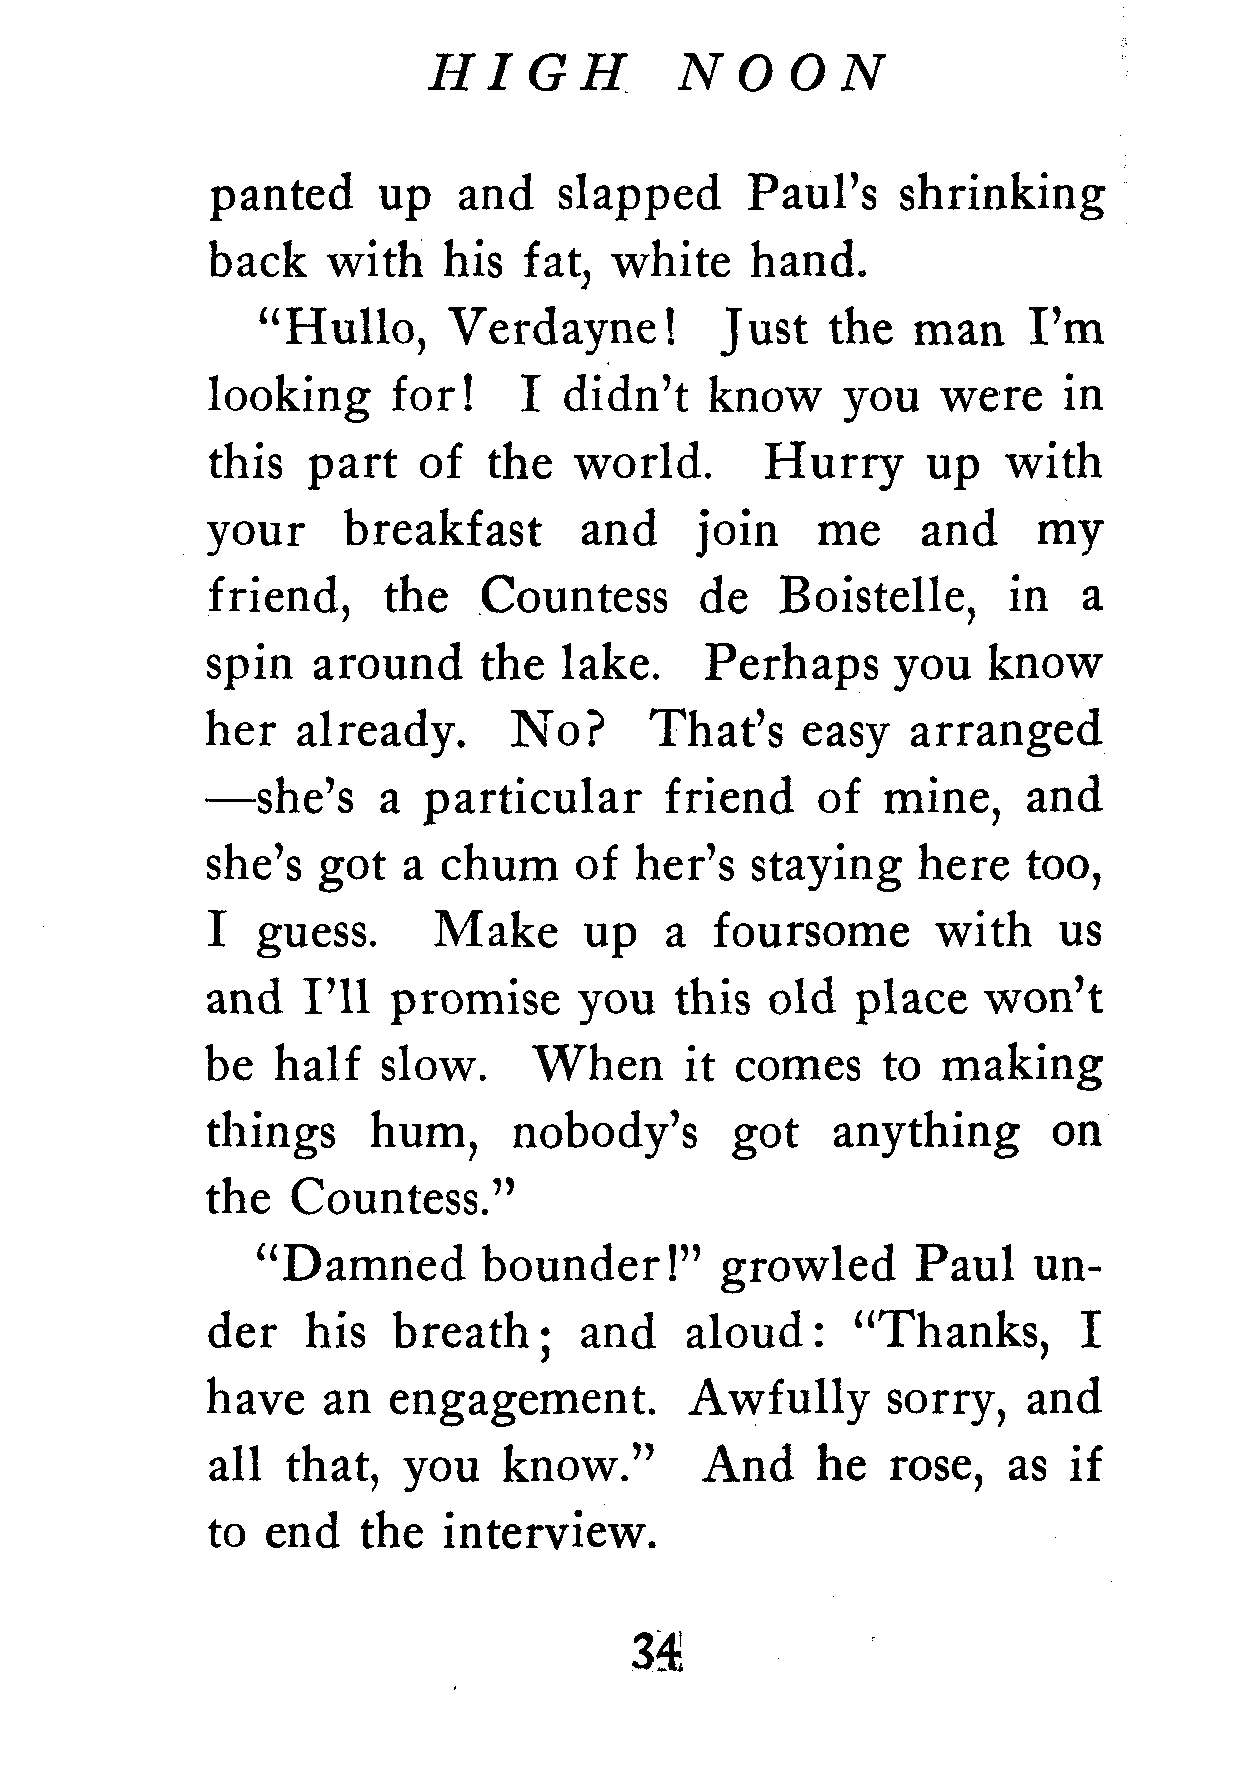 HIGH NOON
panted up and slapped Paul's shrinking
back with his fat, white hand.
"Hullo, Verdayne! Just the man I'm
looking for! I didn't know you were in
this part of the world. Hurry up with
your breakfast and join me and my
friend, the Countess de Boistelle, in a
spin around the lake. Perhaps you know
her already. No? That's easy arranged
—she's a particular friend of mine, and
she's got a chum of her's staying here too,
I guess. Make up a foursome with us
and I'll promise you this old place won't
be half slow. When it comes to making
things hum, nobody's got anything on
the Countess."
"Damned bounder!" growled Paul un-
der his breath; and aloud: "Thanks, I
have an engagement. Awfully sorry, and
all that, you know." And he rose, as if
to end the interview.
34